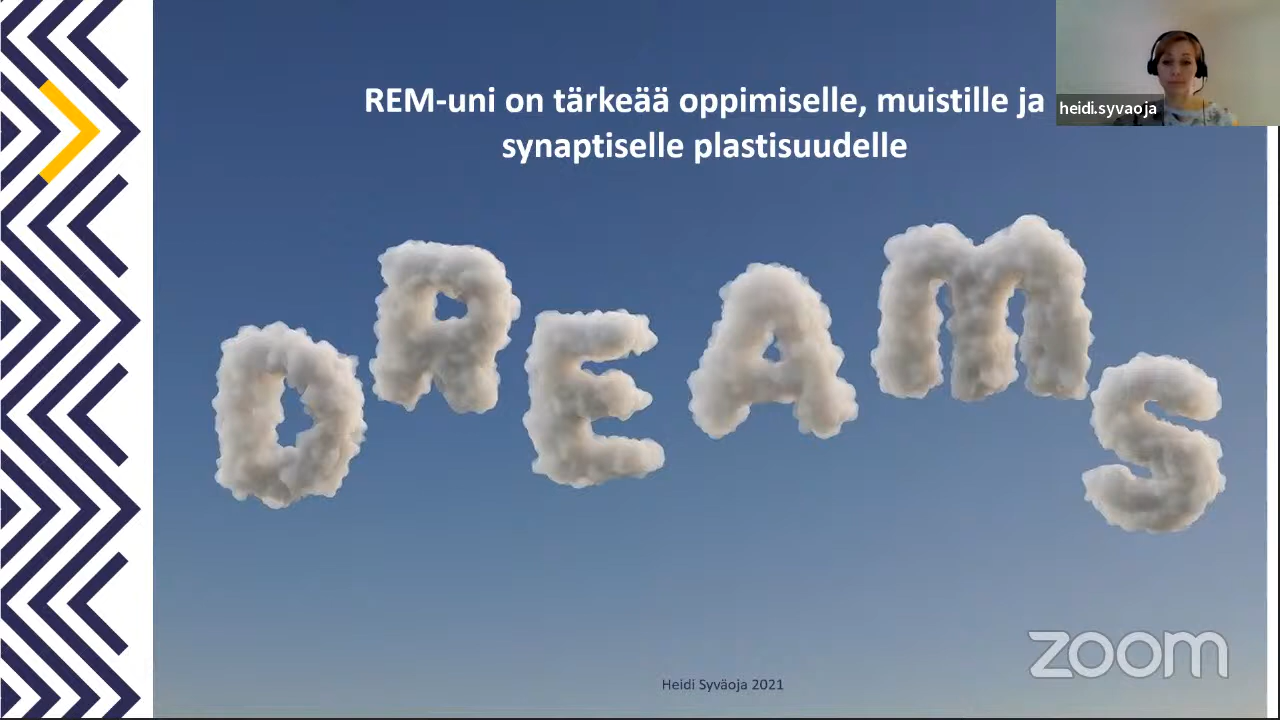 REM-uni on tärkeää oppimiselle, muistille ja
synaptiselle plastisuudelle
heidi.syvaoja
DREAMS
zoom
Heidi Syväoja 2021